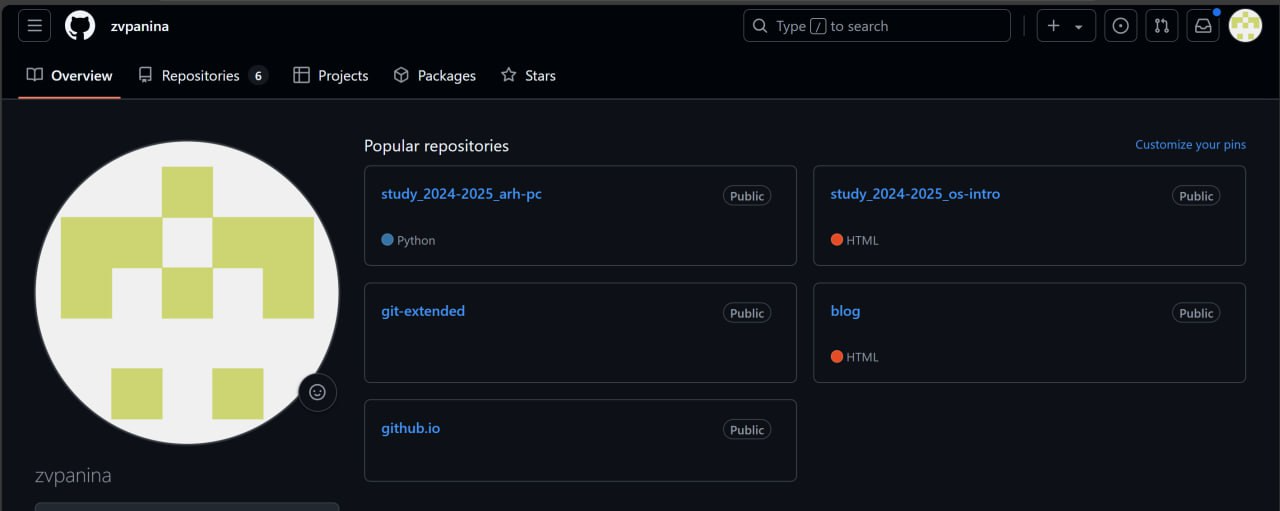 zvpanina
Type / to search
Overview Repositories 6 Projects Packages Stars
Popular repositories
Customize your pins
study_2024-2025_arh-pc Public
Python
study_2024-2025_os-intro Public
HTML
git-extended Public
blog Public
HTML
github.io Public
zvpanina